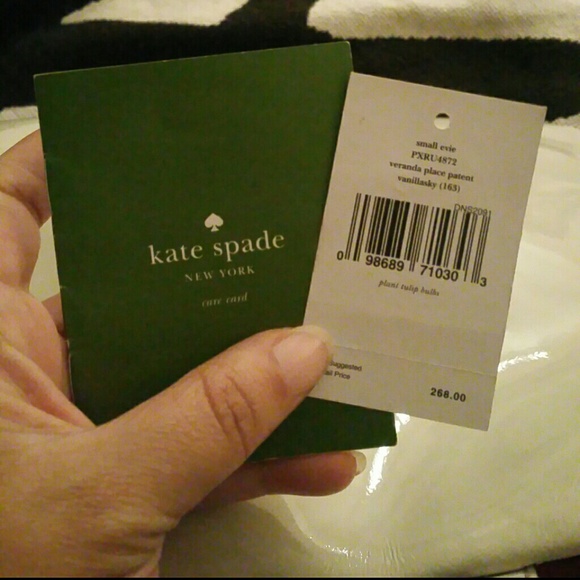 kate spade
NEW YORK
care card
small evie
PXRU4872
veranda place patent
vanillasky (163)
0 98689 71030 3
plant tulip bulbs
Price
268.00